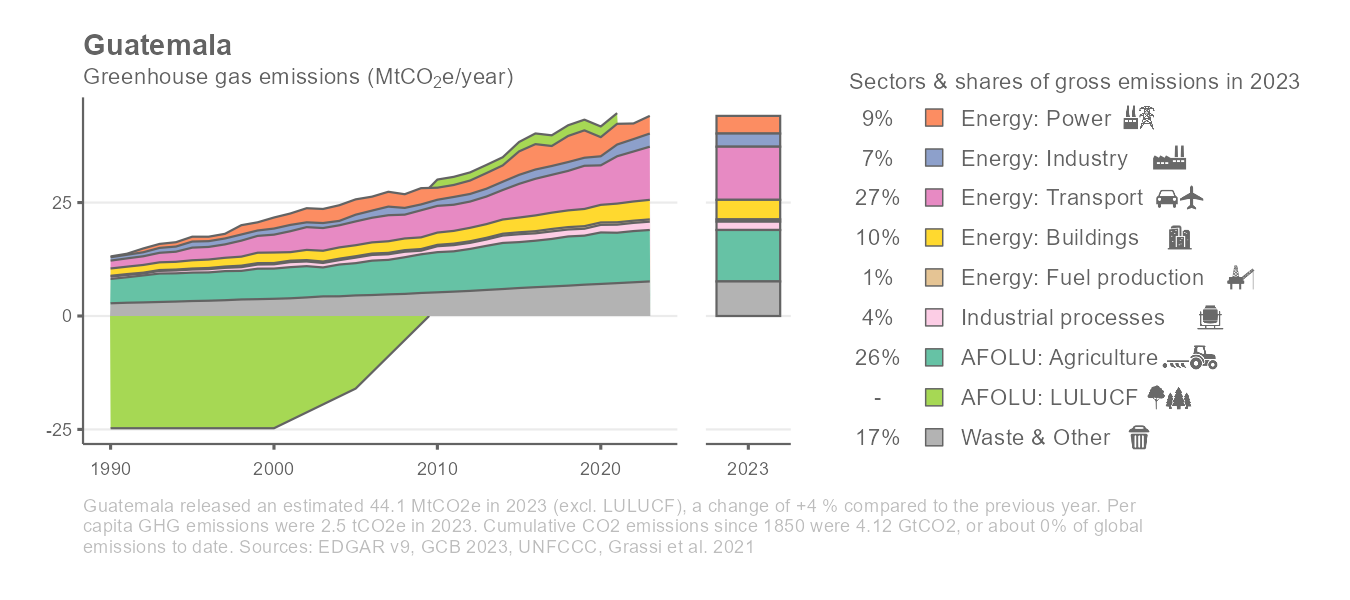 Guatemala
Greenhouse gas emissions (MtCO₂e/year)
25
0
-25
1990
2000
2010
2020
2023
Sectors & shares of gross emissions in 2023
9% Energy: Power
7% Energy: Industry
27% Energy: Transport
10% Energy: Buildings
1% Energy: Fuel production
4% Industrial processes
26% AFOLU: Agriculture
- AFOLU: LULUCF
17% Waste & Other
Guatemala released an estimated 44.1 MtCO2e in 2023 (excl. LULUCF), a change of +4 % compared to the previous year. Per
capita GHG emissions were 2.5 tCO2e in 2023. Cumulative CO2 emissions since 1850 were 4.12 GtCO2, or about 0% of global
emissions to date. Sources: EDGAR v9, GCB 2023, UNFCCC, Grassi et al. 2021